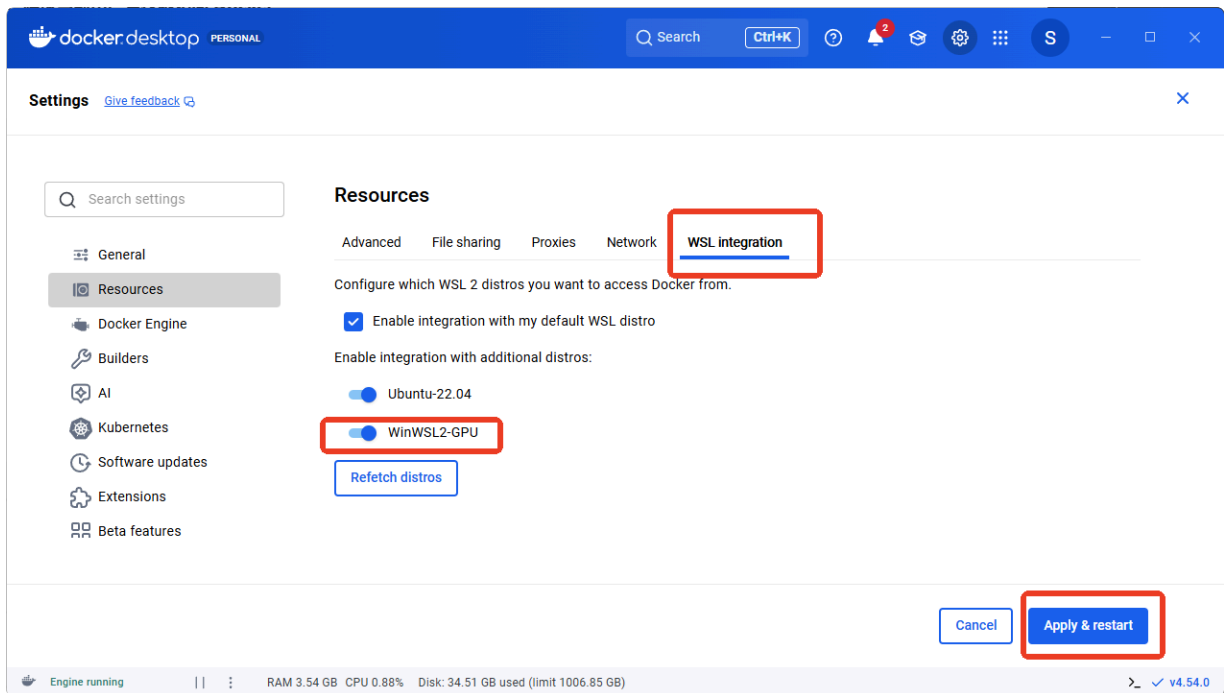 docker.desktop PERSONAL Search Ctrl+K 2 S
Settings Give feedback
Search settings
General
Resources
Docker Engine
Builders
AI
Kubernetes
Software updates
Extensions
Beta features
Resources
Advanced File sharing Proxies Network WSL integration
Configure which WSL 2 distros you want to access Docker from.
Enable integration with my default WSL distro
Enable integration with additional distros:
Ubuntu-22.04
WinWSL2-GPU
Refetch distros
Cancel Apply & restart
Engine running RAM 3.54 GB CPU 0.88% Disk: 34.51 GB used (limit 1006.85 GB) v4.54.0